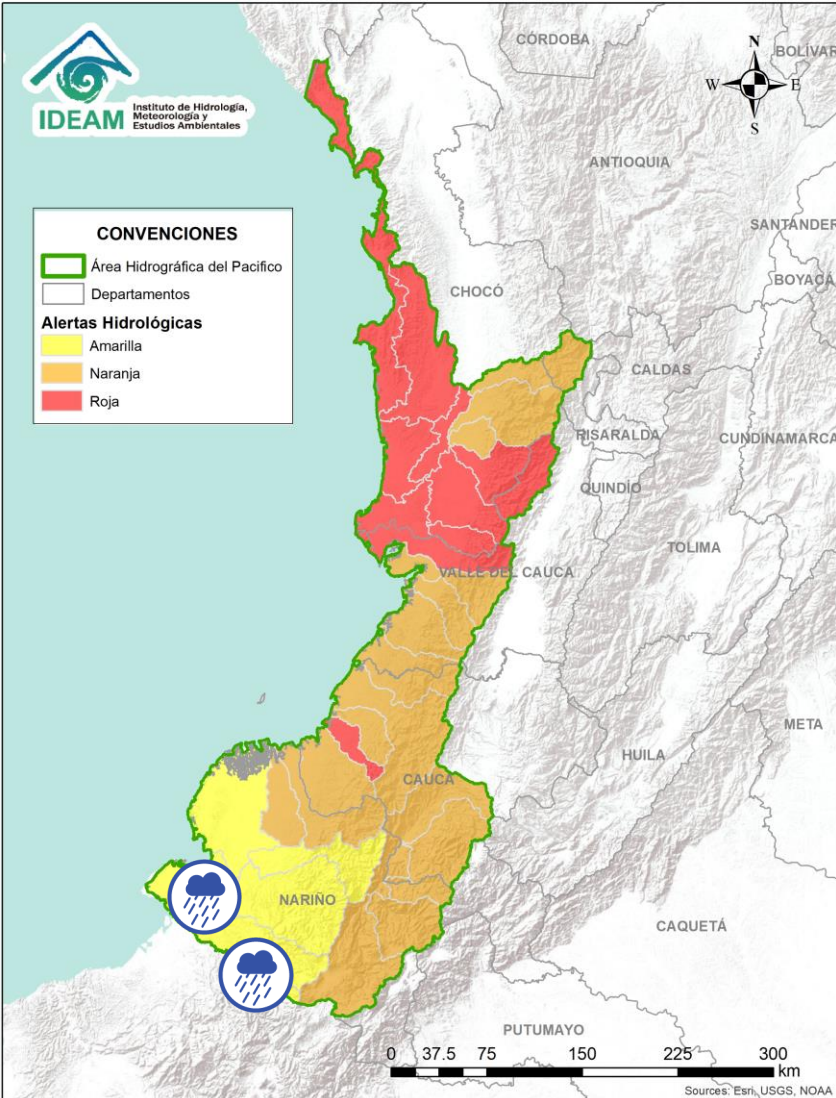 IDEAM
Instituto de Hidrología,
Meteorología y
Estudios Ambientales
CÓRDOBA
BOLÍVAR
N
W
E
S
ANTIOQUIA
SANTANDER
CONVENCIONES
Área Hidrográfica del Pacifico
Departamentos
Alertas Hidrológicas
Amarilla
Naranja
Roja
BOYACÁ
CHOCÓ
CALDAS
RISARALDA
CUNDINAMARCA
QUINDÍO
TOLIMA
VALLE DEL CAUCA
META
HUILA
CAUCA
NARIÑO
CAQUETÁ
PUTUMAYO
0 37.5 75 150 225 300
km
Sources: Esri, USGS, NOAA